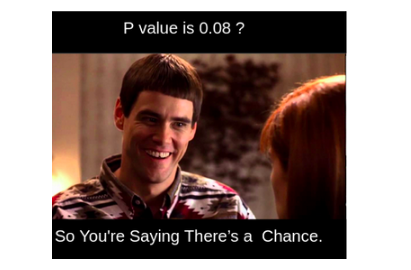 P value is 0.08 ?
So You're Saying There's a Chance.